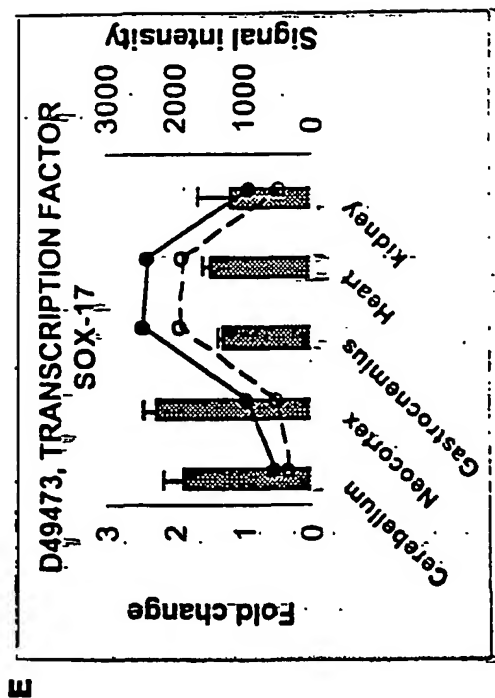 E
D49473, TRANSCRIPTION FACTOR
SOX-17
Fold change
3
2
1
0
Signal intensity
3000
2000
1000
0
Cerebellum
Neocortex
Gastrocnemius
Heart
kidney